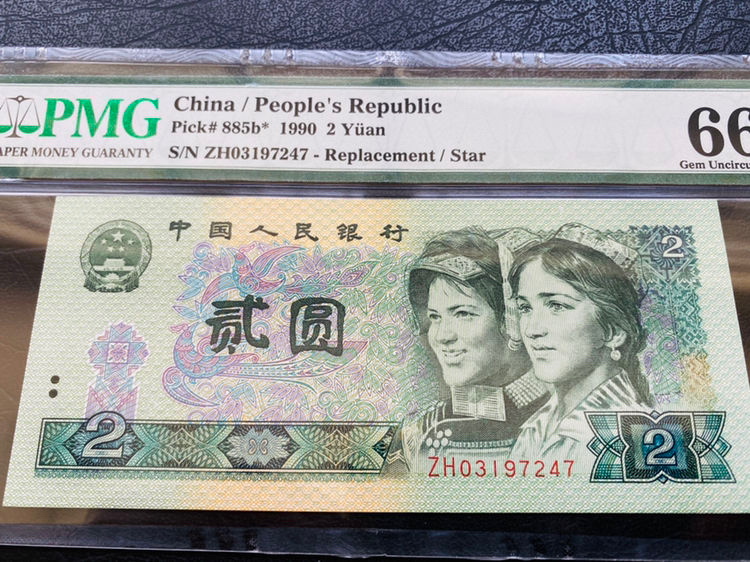 PMG
PAPER MONEY GUARANTY
China / People's Republic
Pick# 885b* 1990 2 Yüan
S/N ZH03197247 - Replacement / Star
66
Gem Uncirc
中国人民银行
2
贰圆
2
2
ZH03197247